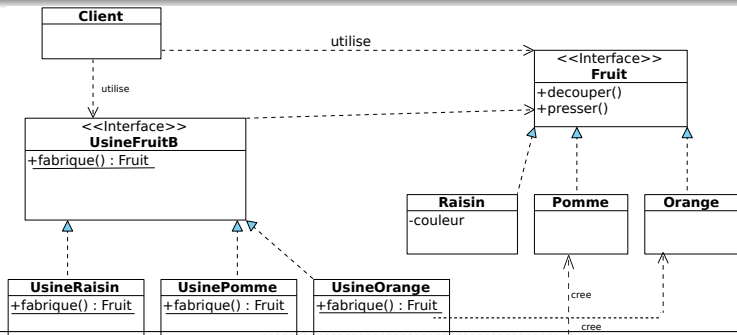 Client
utilise
utilise
<<Interface>>
Fruit
+decouper()
+presser()
<<Interface>>
UsineFruitB
+fabrique() : Fruit
Raisin
-couleur
Pomme
Orange
UsineRaisin
+fabrique() : Fruit
UsinePomme
+fabrique() : Fruit
UsineOrange
+fabrique() : Fruit
cree
cree